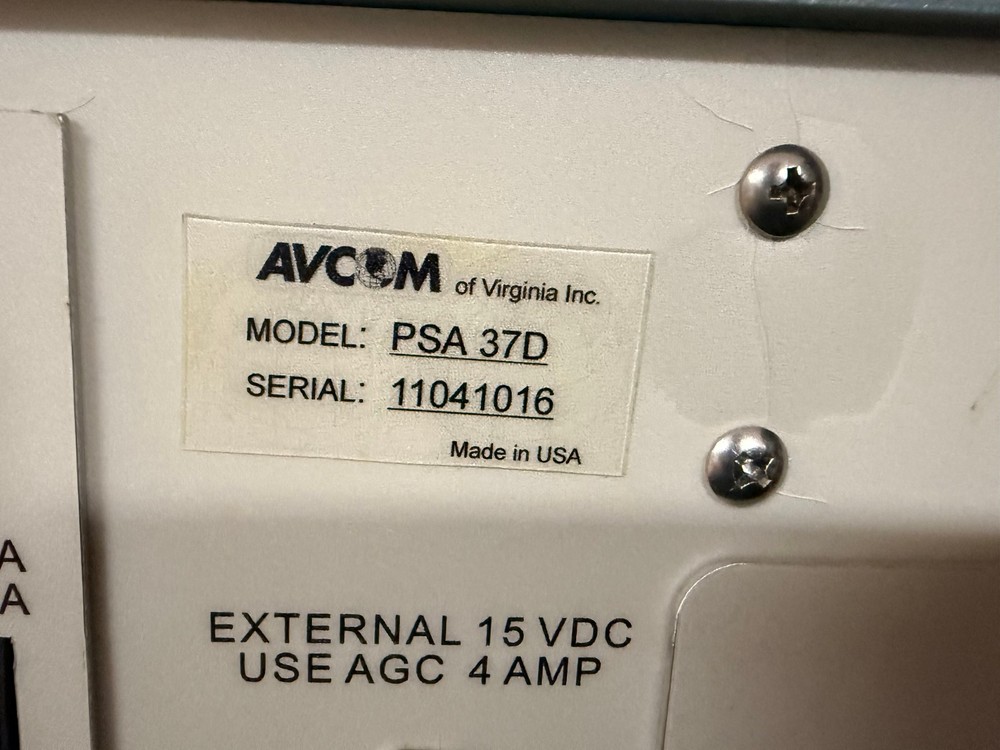 AVCOM of Virginia Inc.
MODEL: PSA 37D
SERIAL: 11041016
Made in USA
A
A
EXTERNAL 15 VDC
USE AGC 4 AMP